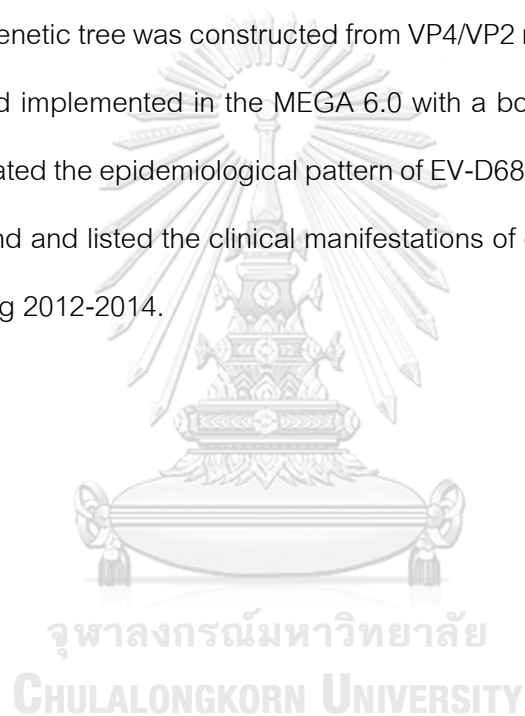 enetic tree was constructed from VP4/VP2
d implemented in the MEGA 6.0 with a bo
ated the epidemiological pattern of EV-D68
nd and listed the clinical manifestations of
g 2012-2014.
จุฬาลงกรณ์มหาวิทยาลัย
CHULALONGKORN UNIVERSITY